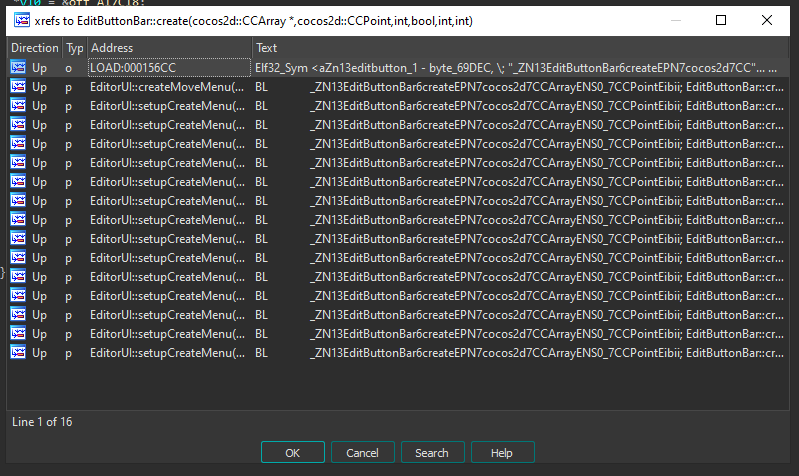 *v10 = &off_A17C18;
xrefs to EditButtonBar::create(cocos2d::CCArray *,cocos2d::CCPoint,int,bool,int,int)
Direction Typ Address Text
Up o LOAD:000156CC Elf32_Sym <aZn13editbutton_1 - byte_69DEC, \; "_ZN13EditButtonBar6createEPN7cocos2d7CC"... ...
Up p EditorUI::createMoveMenu(... BL _ZN13EditButtonBar6createEPN7cocos2d7CCArrayENS0_7CCPointEibii; EditButtonBar::cr...
Up p EditorUI::setupCreateMenu(... BL _ZN13EditButtonBar6createEPN7cocos2d7CCArrayENS0_7CCPointEibii; EditButtonBar::cr...
Up p EditorUI::setupCreateMenu(... BL _ZN13EditButtonBar6createEPN7cocos2d7CCArrayENS0_7CCPointEibii; EditButtonBar::cr...
Up p EditorUI::setupCreateMenu(... BL _ZN13EditButtonBar6createEPN7cocos2d7CCArrayENS0_7CCPointEibii; EditButtonBar::cr...
Up p EditorUI::setupCreateMenu(... BL _ZN13EditButtonBar6createEPN7cocos2d7CCArrayENS0_7CCPointEibii; EditButtonBar::cr...
Up p EditorUI::setupCreateMenu(... BL _ZN13EditButtonBar6createEPN7cocos2d7CCArrayENS0_7CCPointEibii; EditButtonBar::cr...
Up p EditorUI::setupCreateMenu(... BL _ZN13EditButtonBar6createEPN7cocos2d7CCArrayENS0_7CCPointEibii; EditButtonBar::cr...
Up p EditorUI::setupCreateMenu(... BL _ZN13EditButtonBar6createEPN7cocos2d7CCArrayENS0_7CCPointEibii; EditButtonBar::cr...
Up p EditorUI::setupCreateMenu(... BL _ZN13EditButtonBar6createEPN7cocos2d7CCArrayENS0_7CCPointEibii; EditButtonBar::cr...
Up p EditorUI::setupCreateMenu(... BL _ZN13EditButtonBar6createEPN7cocos2d7CCArrayENS0_7CCPointEibii; EditButtonBar::cr...
}
Up p EditorUI::setupCreateMenu(... BL _ZN13EditButtonBar6createEPN7cocos2d7CCArrayENS0_7CCPointEibii; EditButtonBar::cr...
Up p EditorUI::setupCreateMenu(... BL _ZN13EditButtonBar6createEPN7cocos2d7CCArrayENS0_7CCPointEibii; EditButtonBar::cr...
Up p EditorUI::setupCreateMenu(... BL _ZN13EditButtonBar6createEPN7cocos2d7CCArrayENS0_7CCPointEibii; EditButtonBar::cr...
Up p EditorUI::setupCreateMenu(... BL _ZN13EditButtonBar6createEPN7cocos2d7CCArrayENS0_7CCPointEibii; EditButtonBar::cr...
Up p EditorUI::setupCreateMenu(... BL _ZN13EditButtonBar6createEPN7cocos2d7CCArrayENS0_7CCPointEibii; EditButtonBar::cr...
Line 1 of 16
OK Cancel Search Help